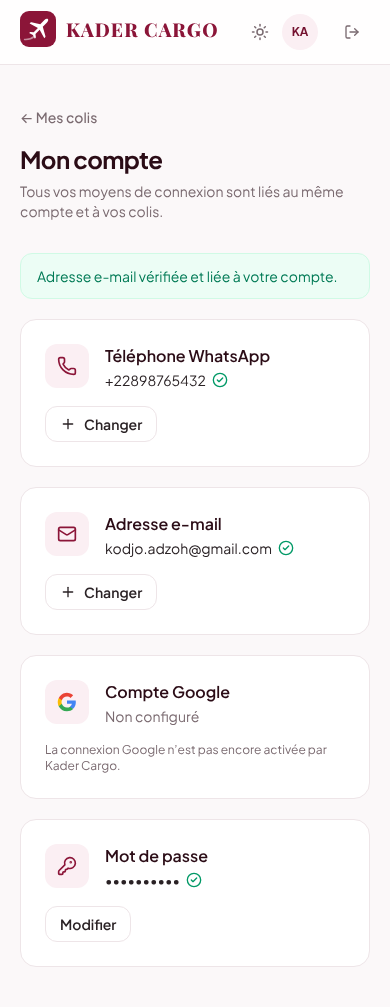 KADER CARGO
KA
← Mes colis
Mon compte
Tous vos moyens de connexion sont liés au même
compte et à vos colis.
Adresse e-mail vérifiée et liée à votre compte.
Téléphone WhatsApp
+22898765432
+ Changer
Adresse e-mail
kodjo.adzoh@gmail.com
+ Changer
Compte Google
Non configuré
La connexion Google n'est pas encore activée par
Kader Cargo.
Mot de passe
••••••••••
Modifier